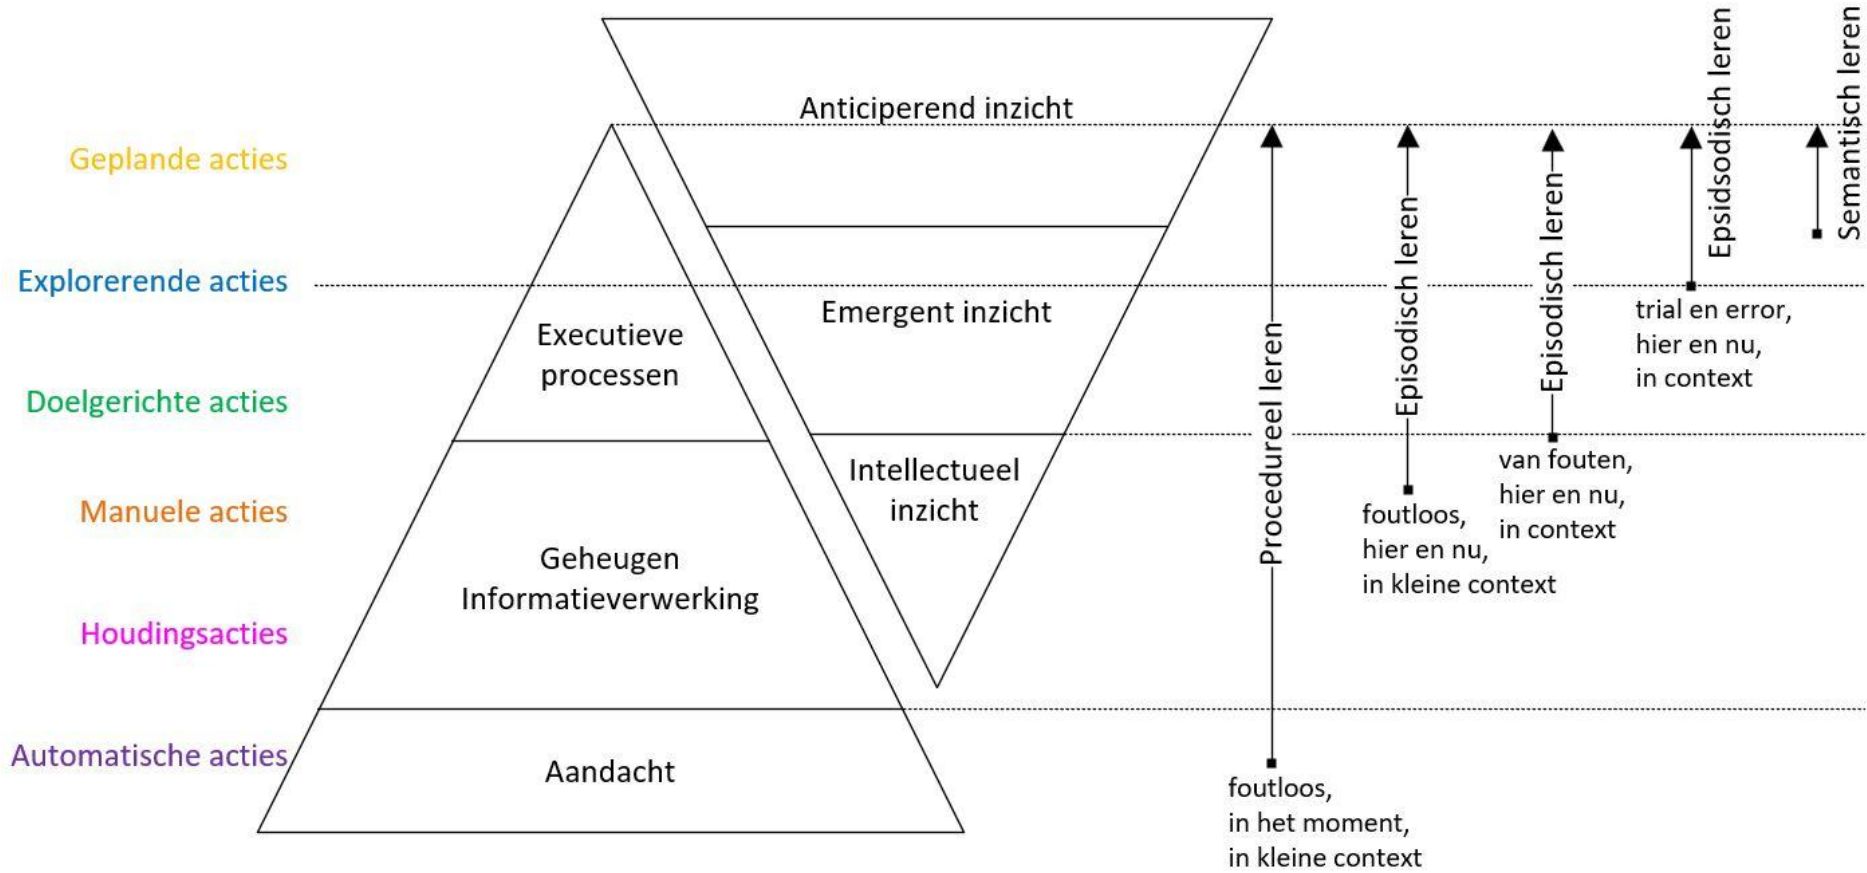 Geplande acties
Explorerende acties
Doelgerichte acties
Manuele acties
Houdingsacties
Automatische acties
Executieve
processen
Geheugen
Informatieverwerking
Aandacht
Anticiperend inzicht
Emergent inzicht
Intellectueel
inzicht
Procedureel leren
foutloos,
in het moment,
in kleine context
Episodisch leren
foutloos,
hier en nu,
in kleine context
Episodisch leren
van fouten,
hier en nu,
in context
Epsidsodisch leren
trial en error,
hier en nu,
in context
Semantisch leren